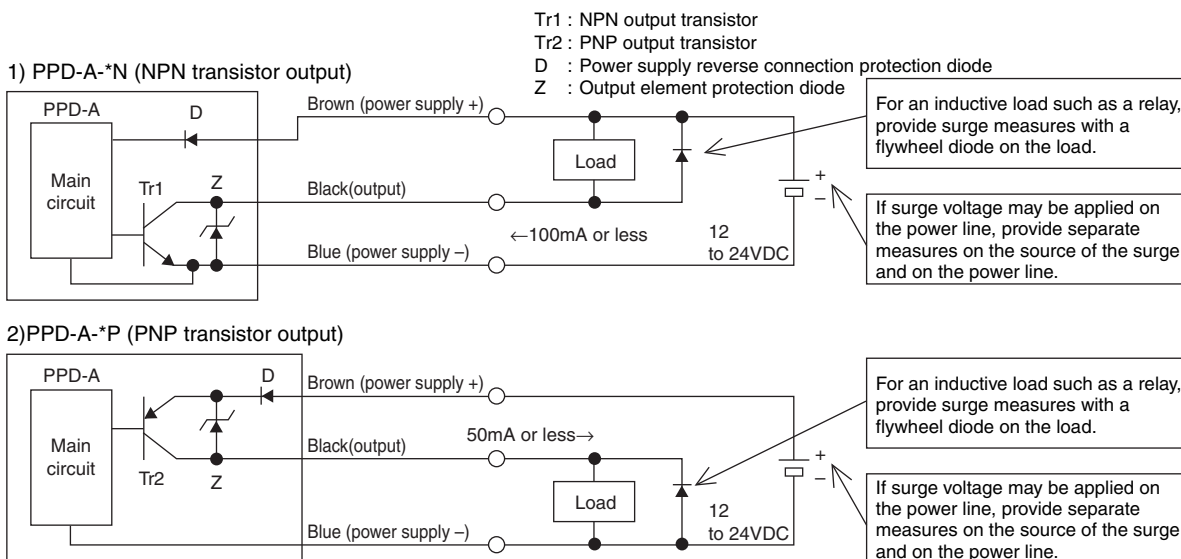 Tr1 : NPN output transistor
Tr2 : PNP output transistor
D : Power supply reverse connection protection diode
Z : Output element protection diode
1) PPD-A-*N (NPN transistor output)
PPD-A
D
Brown (power supply +)
Main
circuit
Tr1
Z
Black(output)
Load
←100mA or less
Blue (power supply –)
12
to 24VDC
+
–
For an inductive load such as a relay,
provide surge measures with a
flywheel diode on the load.
If surge voltage may be applied on
the power line, provide separate
measures on the source of the surge
and on the power line.
2)PPD-A-*P (PNP transistor output)
PPD-A
D
Brown (power supply +)
Main
circuit
Tr2
Z
Black(output)
50mA or less→
Load
Blue (power supply –)
12
to 24VDC
+
–
For an inductive load such as a relay,
provide surge measures with a
flywheel diode on the load.
If surge voltage may be applied on
the power line, provide separate
measures on the source of the surge
and on the power line.